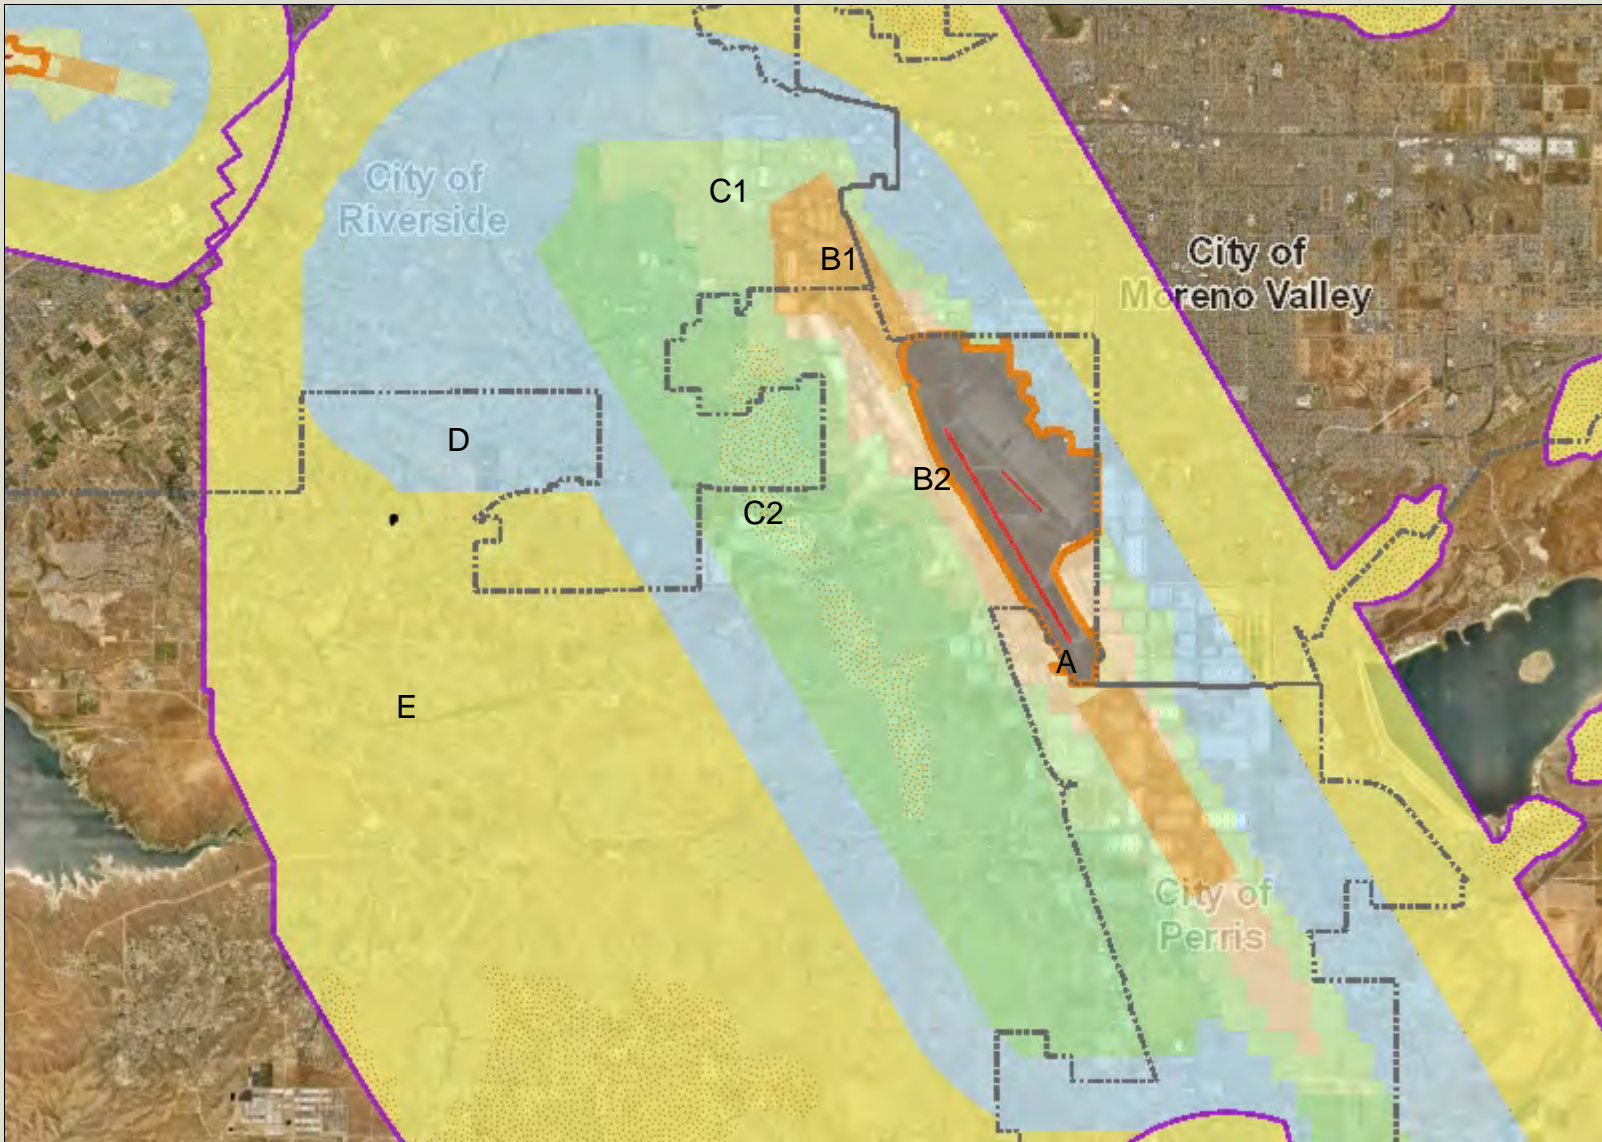 City of
Riverside
C1
B1
City of
Moreno Valley
D
B2
C2
A
E
City of
Perris